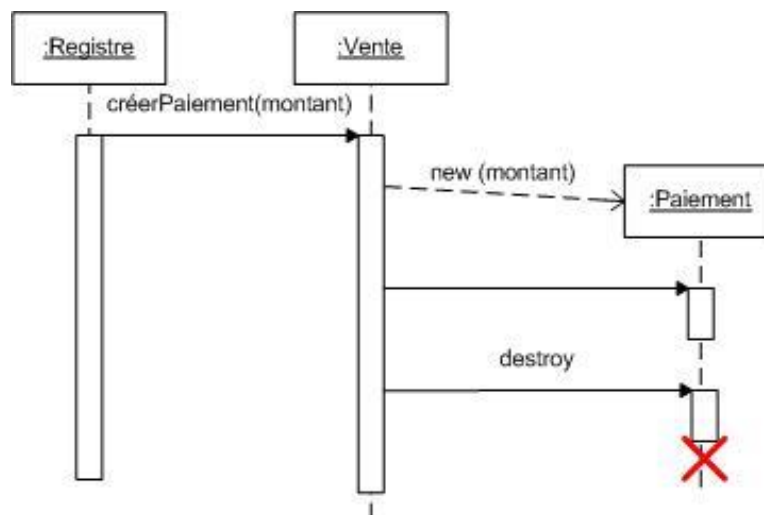 :Registre
:Vente
créerPaiement(montant)
new (montant)
:Paiement
destroy